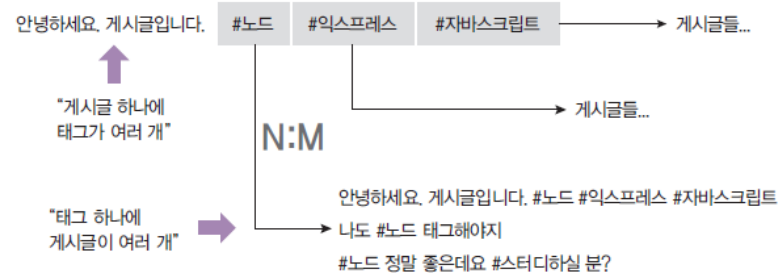 안녕하세요. 게시글입니다. #노드 #익스프레스 #자바스크립트 게시글들...
"게시글 하나에
태그가 여러 개"
게시글들...
N:M
안녕하세요. 게시글입니다. #노드 #익스프레스 #자바스크립트
"태그 하나에
게시글이 여러 개"
나도 #노드 태그해야지
#노드 정말 좋은데요 #스터디하실 분?